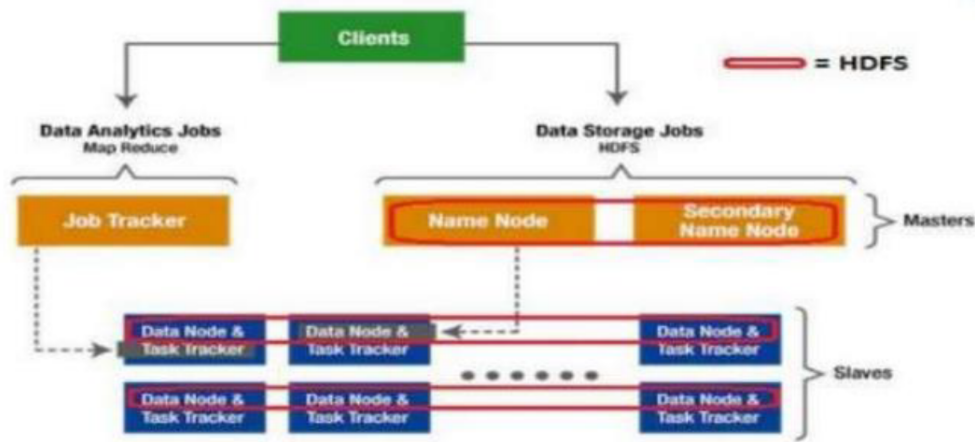 Clients
= HDFS
Data Analytics Jobs
Map Reduce
Data Storage Jobs
HDFS
Job Tracker
Name Node
Secondary
Name Node
Masters
Data Node &
Task Tracker
Data Node &
Task Tracker
Data Node &
Task Tracker
Slaves
Data Node &
Task Tracker
Data Node &
Task Tracker
Data Node &
Task Tracker